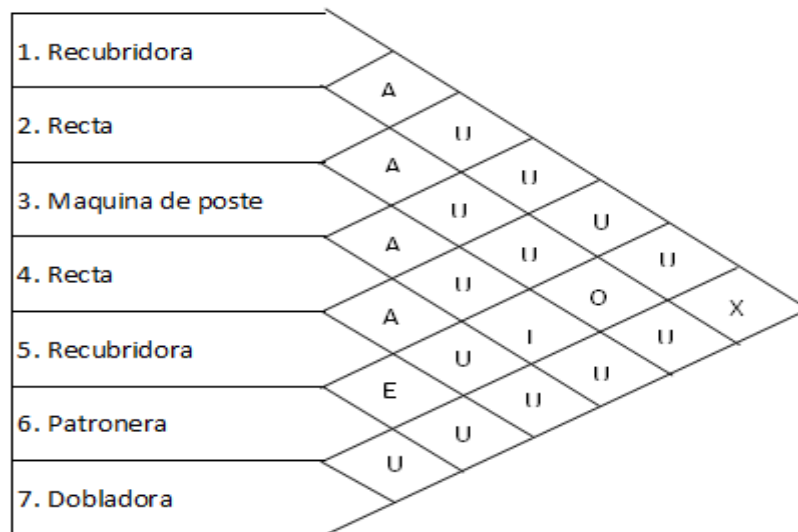 1. Recubridora
A
2. Recta
U
A
U
3. Maquina de poste
U
U
A
U
U
4. Recta
U
O
X
A
I
U
5. Recubridora
U
U
E
U
6. Patronera
U
U
7. Dobladora